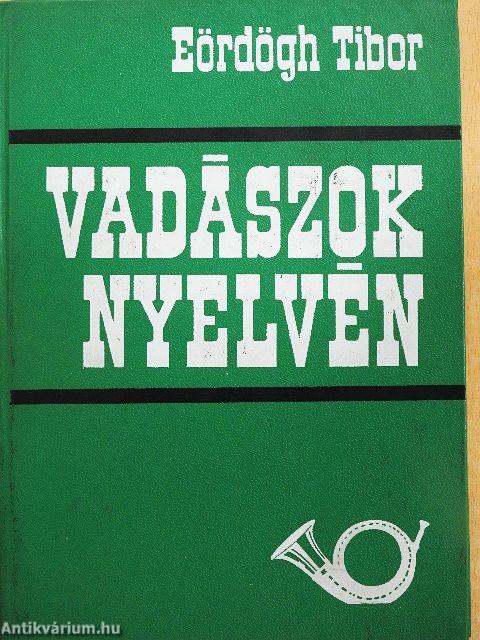 Eördögh Tibor
VADÁSZOK
NYELVÉN
Antikvárium.hu